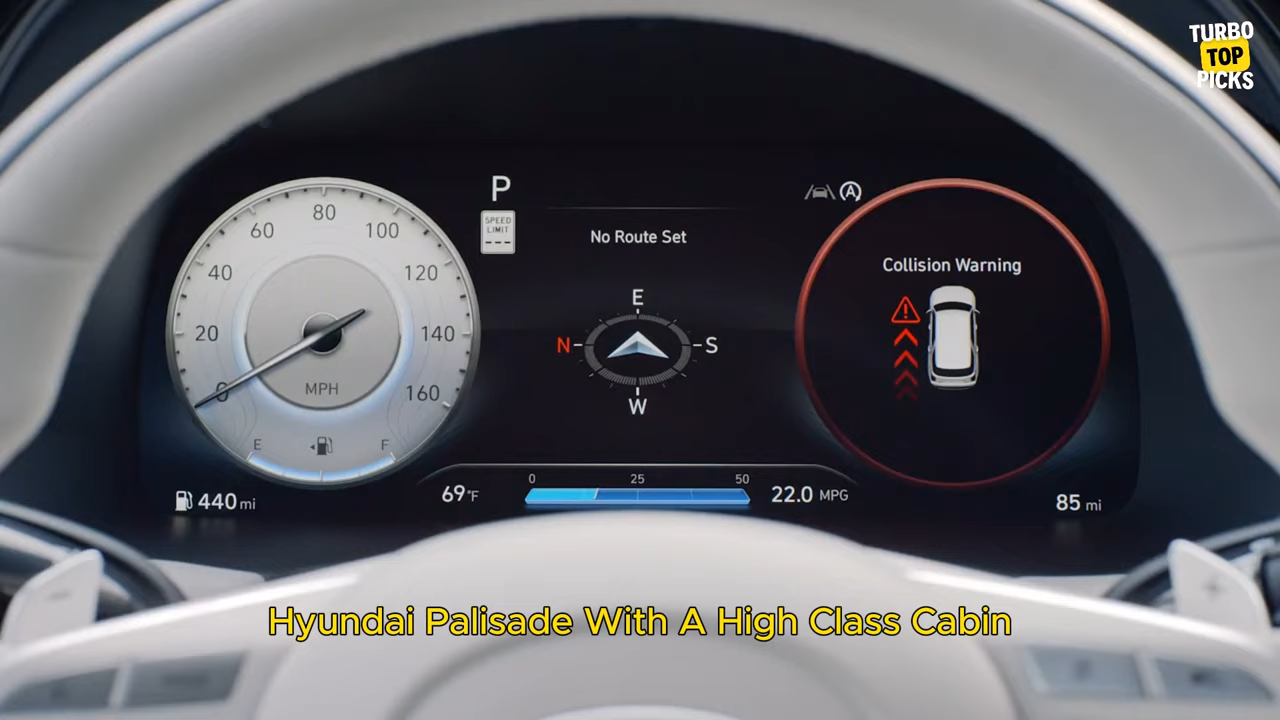 TURBO
TOP
PICKS
P
SPEED
LIMIT
---
No Route Set
A
Collision Warning
80
60
100
40
120
20
140
0
160
MPH
E
F
E
N
S
W
440 mi
69°F
0
25
50
22.0 MPG
85 mi
Hyundai Palisade With A High Class Cabin